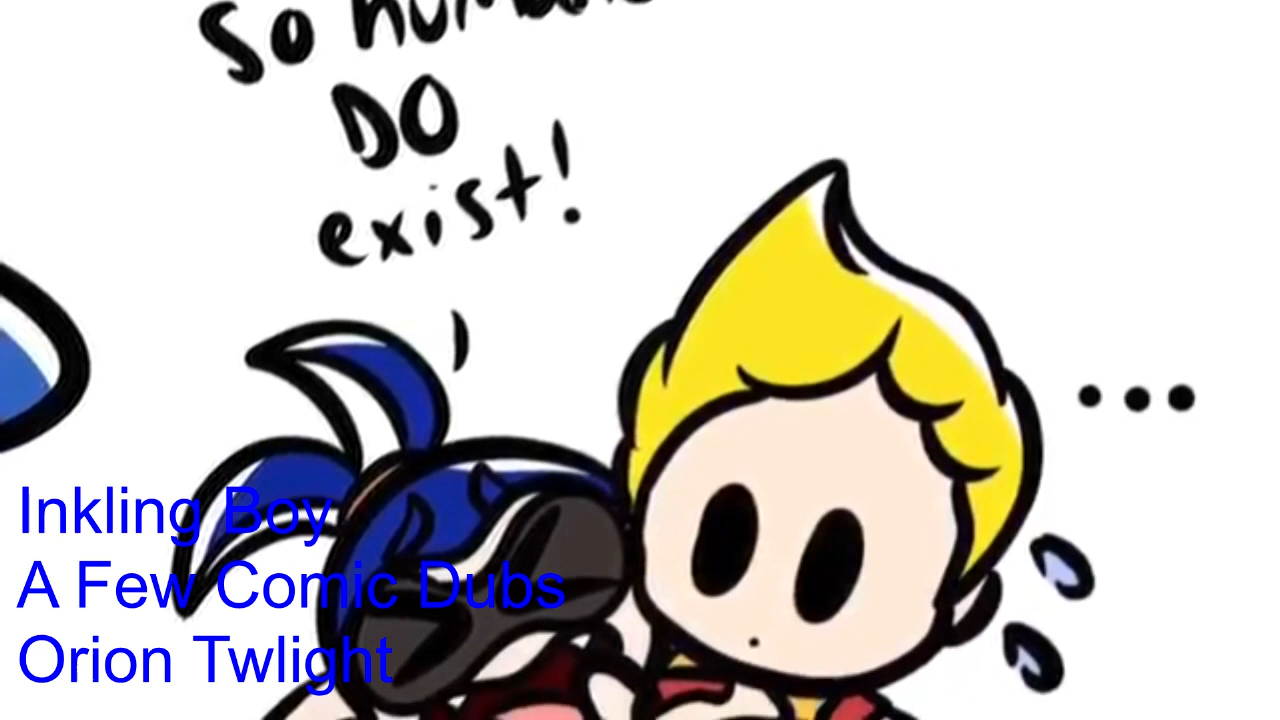 So
DO
exist!
...
Inkling Boy
A Few Comic Dubs
Orion Twlight